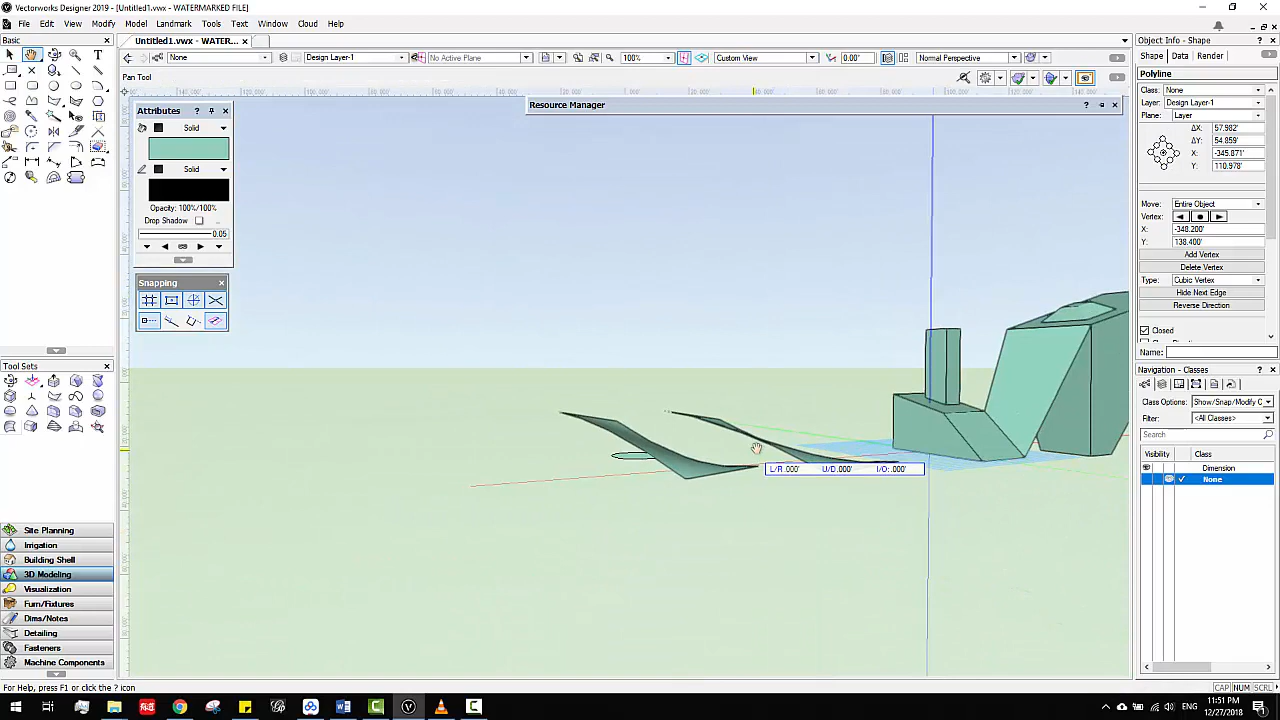 Vectorworks Designer 2019 - [Untitled1.vwx - WATERMARKED FILE]
File Edit View Modify Model Landmark Tools Text Window Cloud Help
Basic
Untitled1.vwx - WATER...
Object Info - Shape
None
Design Layer-1
No Active Plane
100%
Custom View
0.00°
Normal Perspective
Shape Data Render
Pan Tool
Polyline
Class: None
Layer: Design Layer-1
Plane: Layer
ΔX: 57.982'
ΔY: 54.859'
X: -345.871'
Y: 110.978'
Move: Entire Object
Vertex:
X: -348.200'
Y: 138.400'
Add Vertex
Delete Vertex
Type: Cubic Vertex
Hide Next Edge
Reverse Direction
Closed
Name:
Attributes ?
Solid
Solid
Opacity: 100%/100%
Drop Shadow
0.05
Snapping
Resource Manager
L/R: .000' U/D:.000' I/O:.000'
Tool Sets
Site Planning
Irrigation
Building Shell
3D Modeling
Visualization
Furn/Fixtures
Dims/Notes
Detailing
Fasteners
Machine Components
Navigation - Classes ?
Class Options: Show/Snap/Modify O
Filter: <All Classes>
Search
Visibility Class
Dimension
None
For Help, press F1 or click the ? icon
CAP NUM SCRL
ENG
11:51 PM
12/27/2018